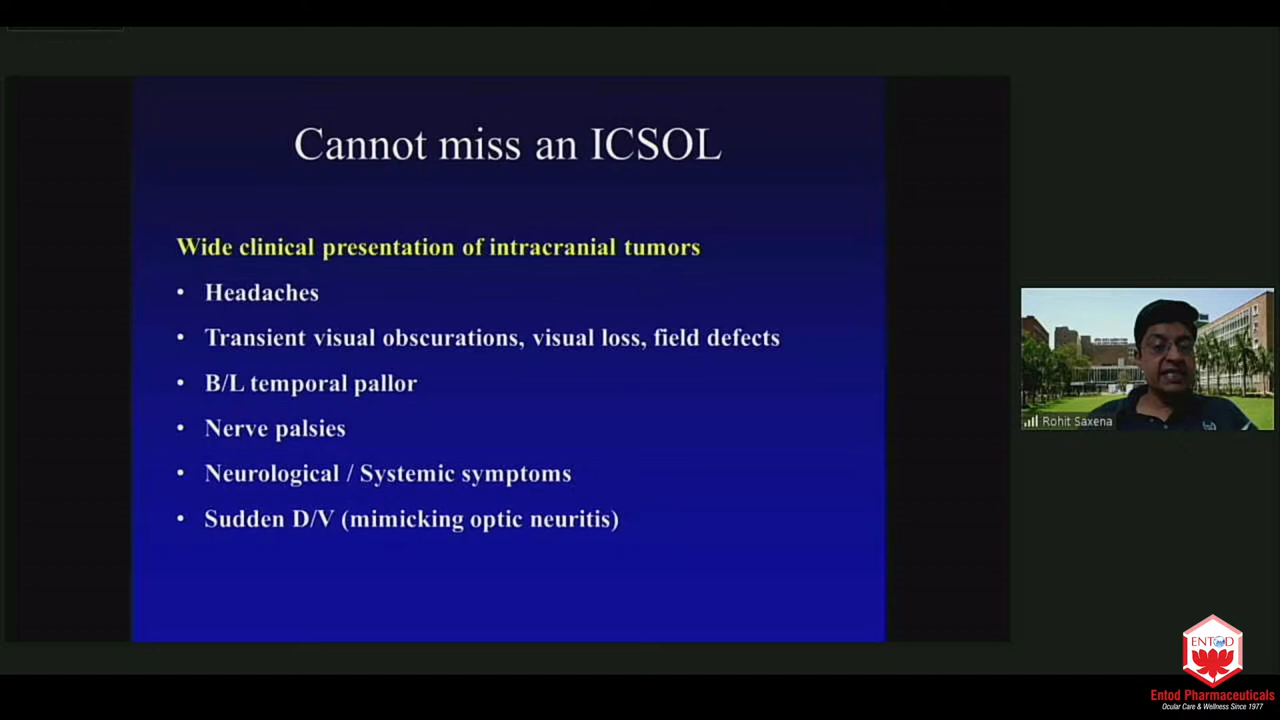 Cannot miss an ICSOL
Wide clinical presentation of intracranial tumors
• Headaches
• Transient visual obscurations, visual loss, field defects
• B/L temporal pallor
• Nerve palsies
• Neurological / Systemic symptoms
• Sudden D/V (mimicking optic neuritis)
Rohit Saxena
ENTOD
Entod Pharmaceuticals
Ocular Care & Wellness Since 1977